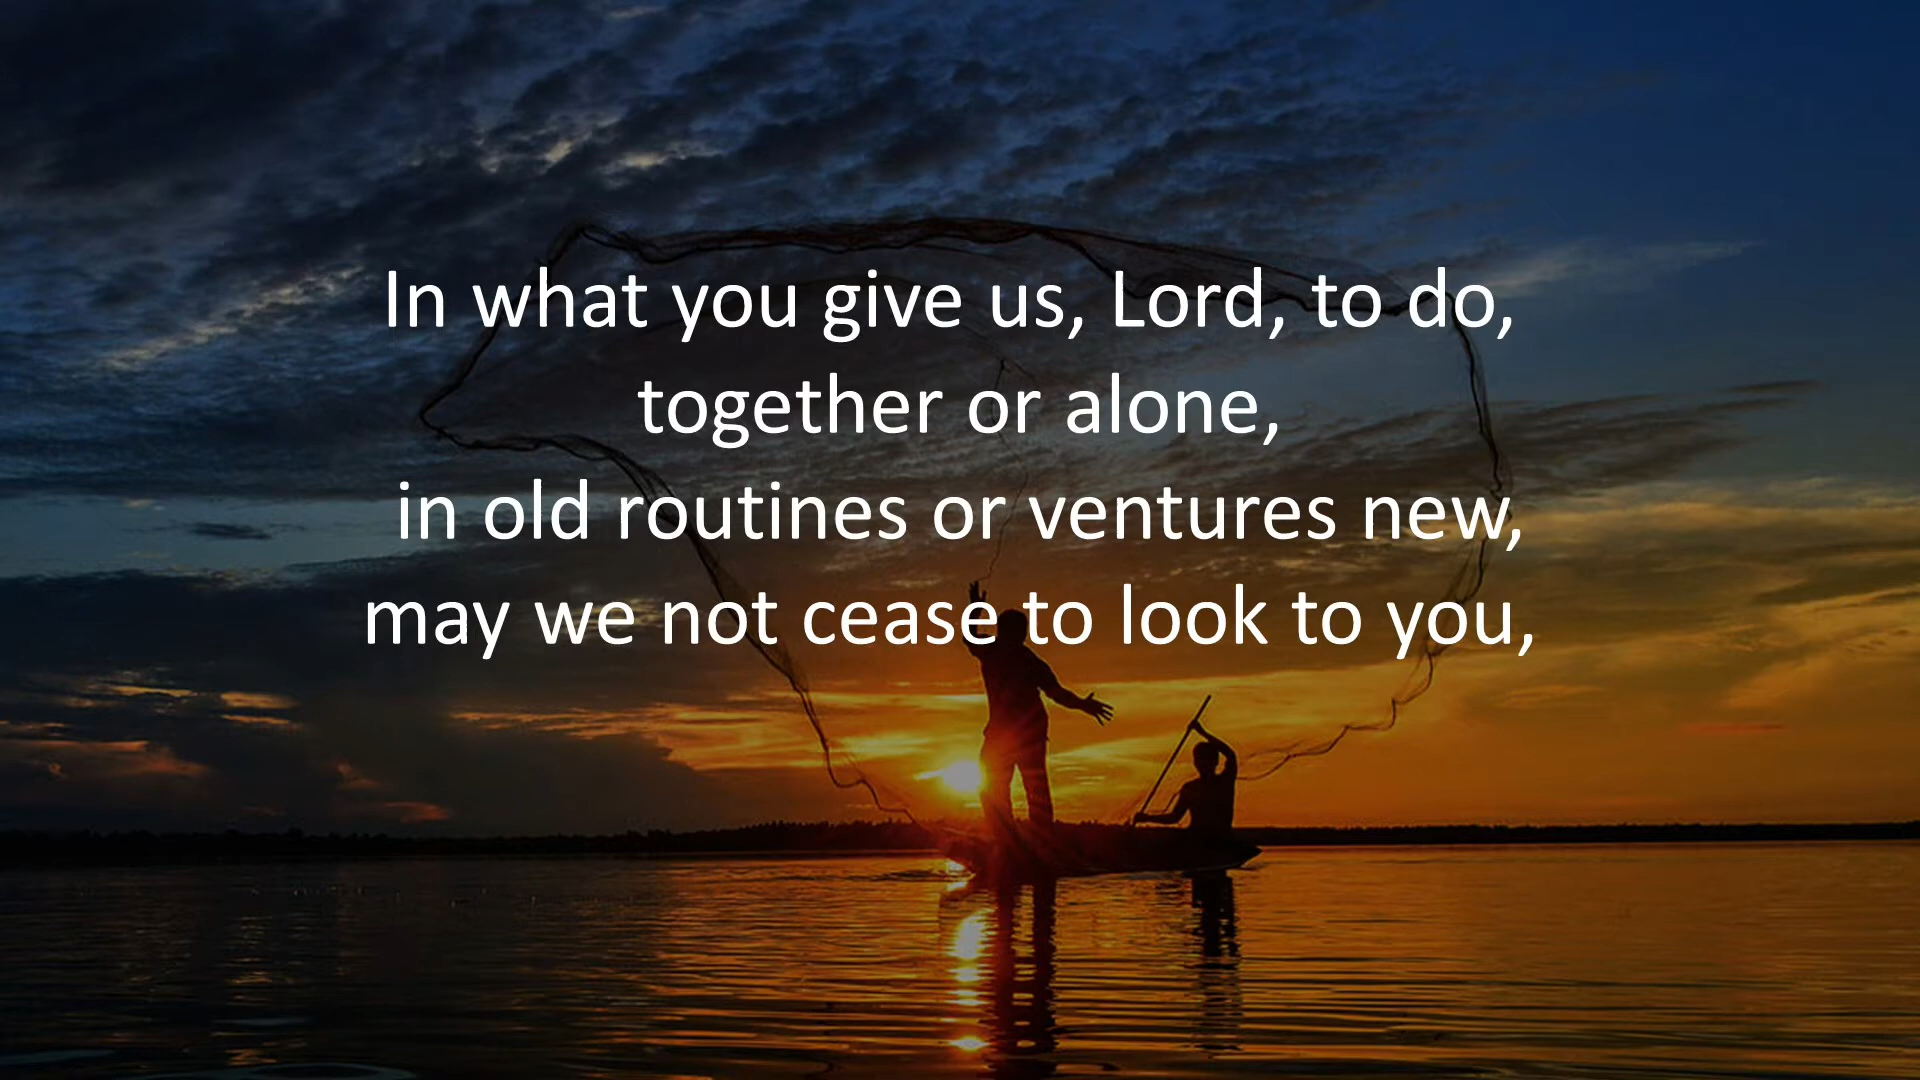 In what you give us, Lord, to do,
together or alone,
in old routines or ventures new,
may we not cease to look to you,